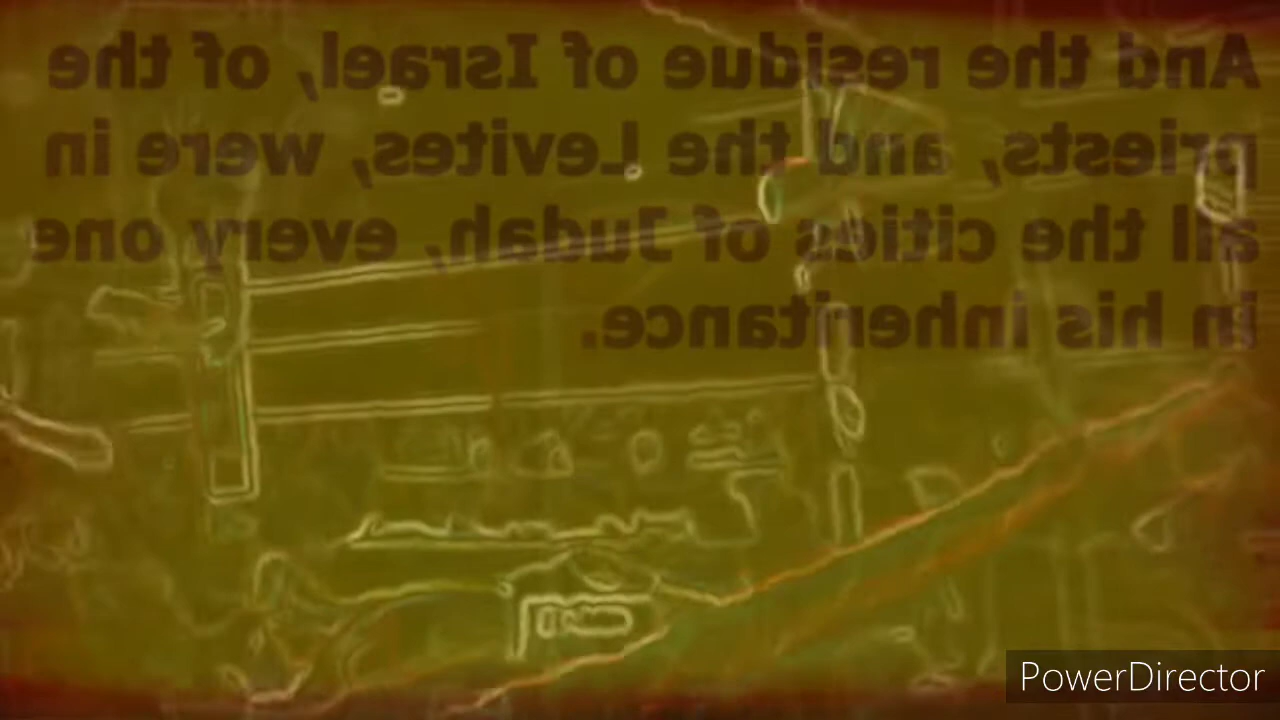 And the residue of Israel, of the
priests, and the Levites, were in
all the cities of Judah, every one
in his inheritance.
PowerDirector